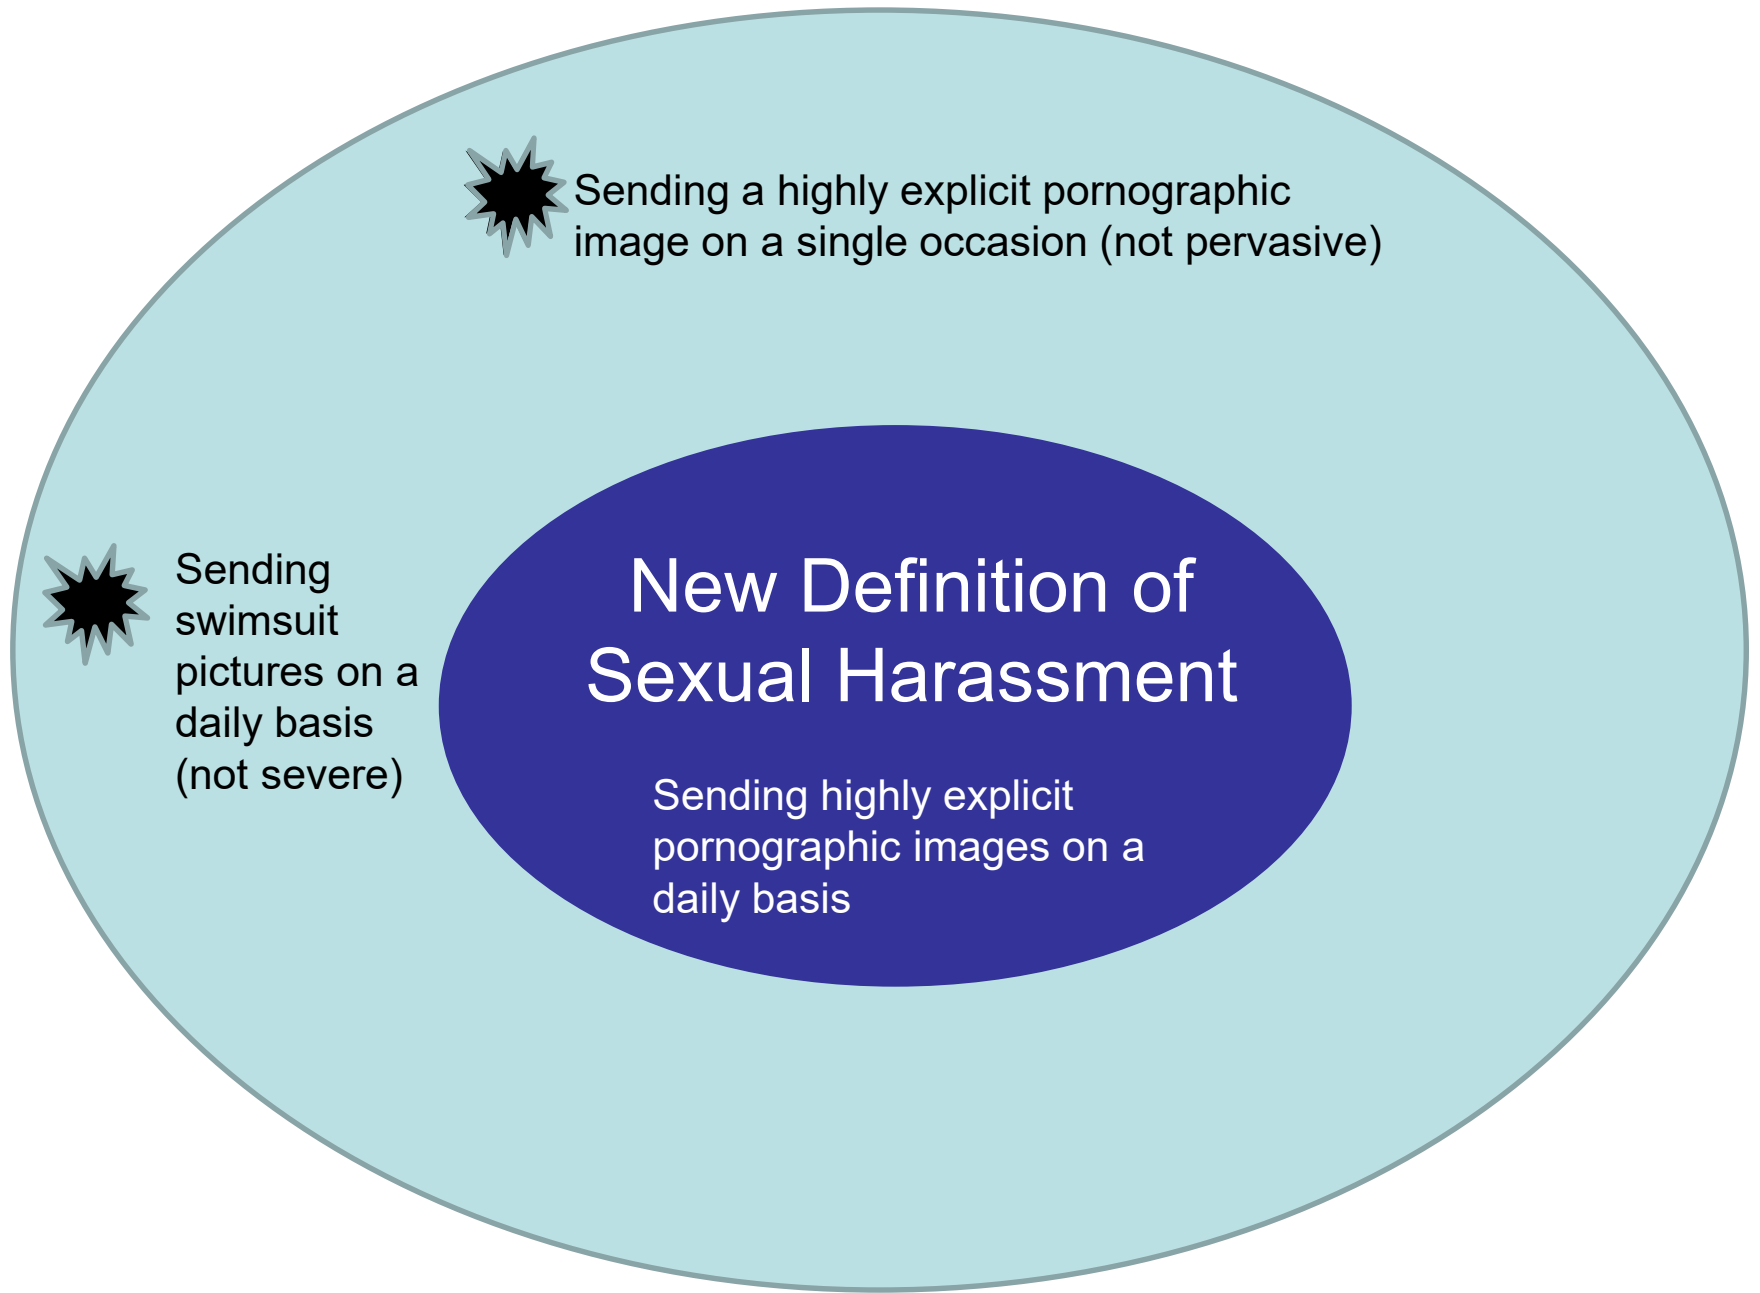 Sending a highly explicit pornographic
image on a single occasion (not pervasive)
Sending
swimsuit
pictures on a
daily basis
(not severe)
New Definition of
Sexual Harassment
Sending highly explicit
pornographic images on a
daily basis